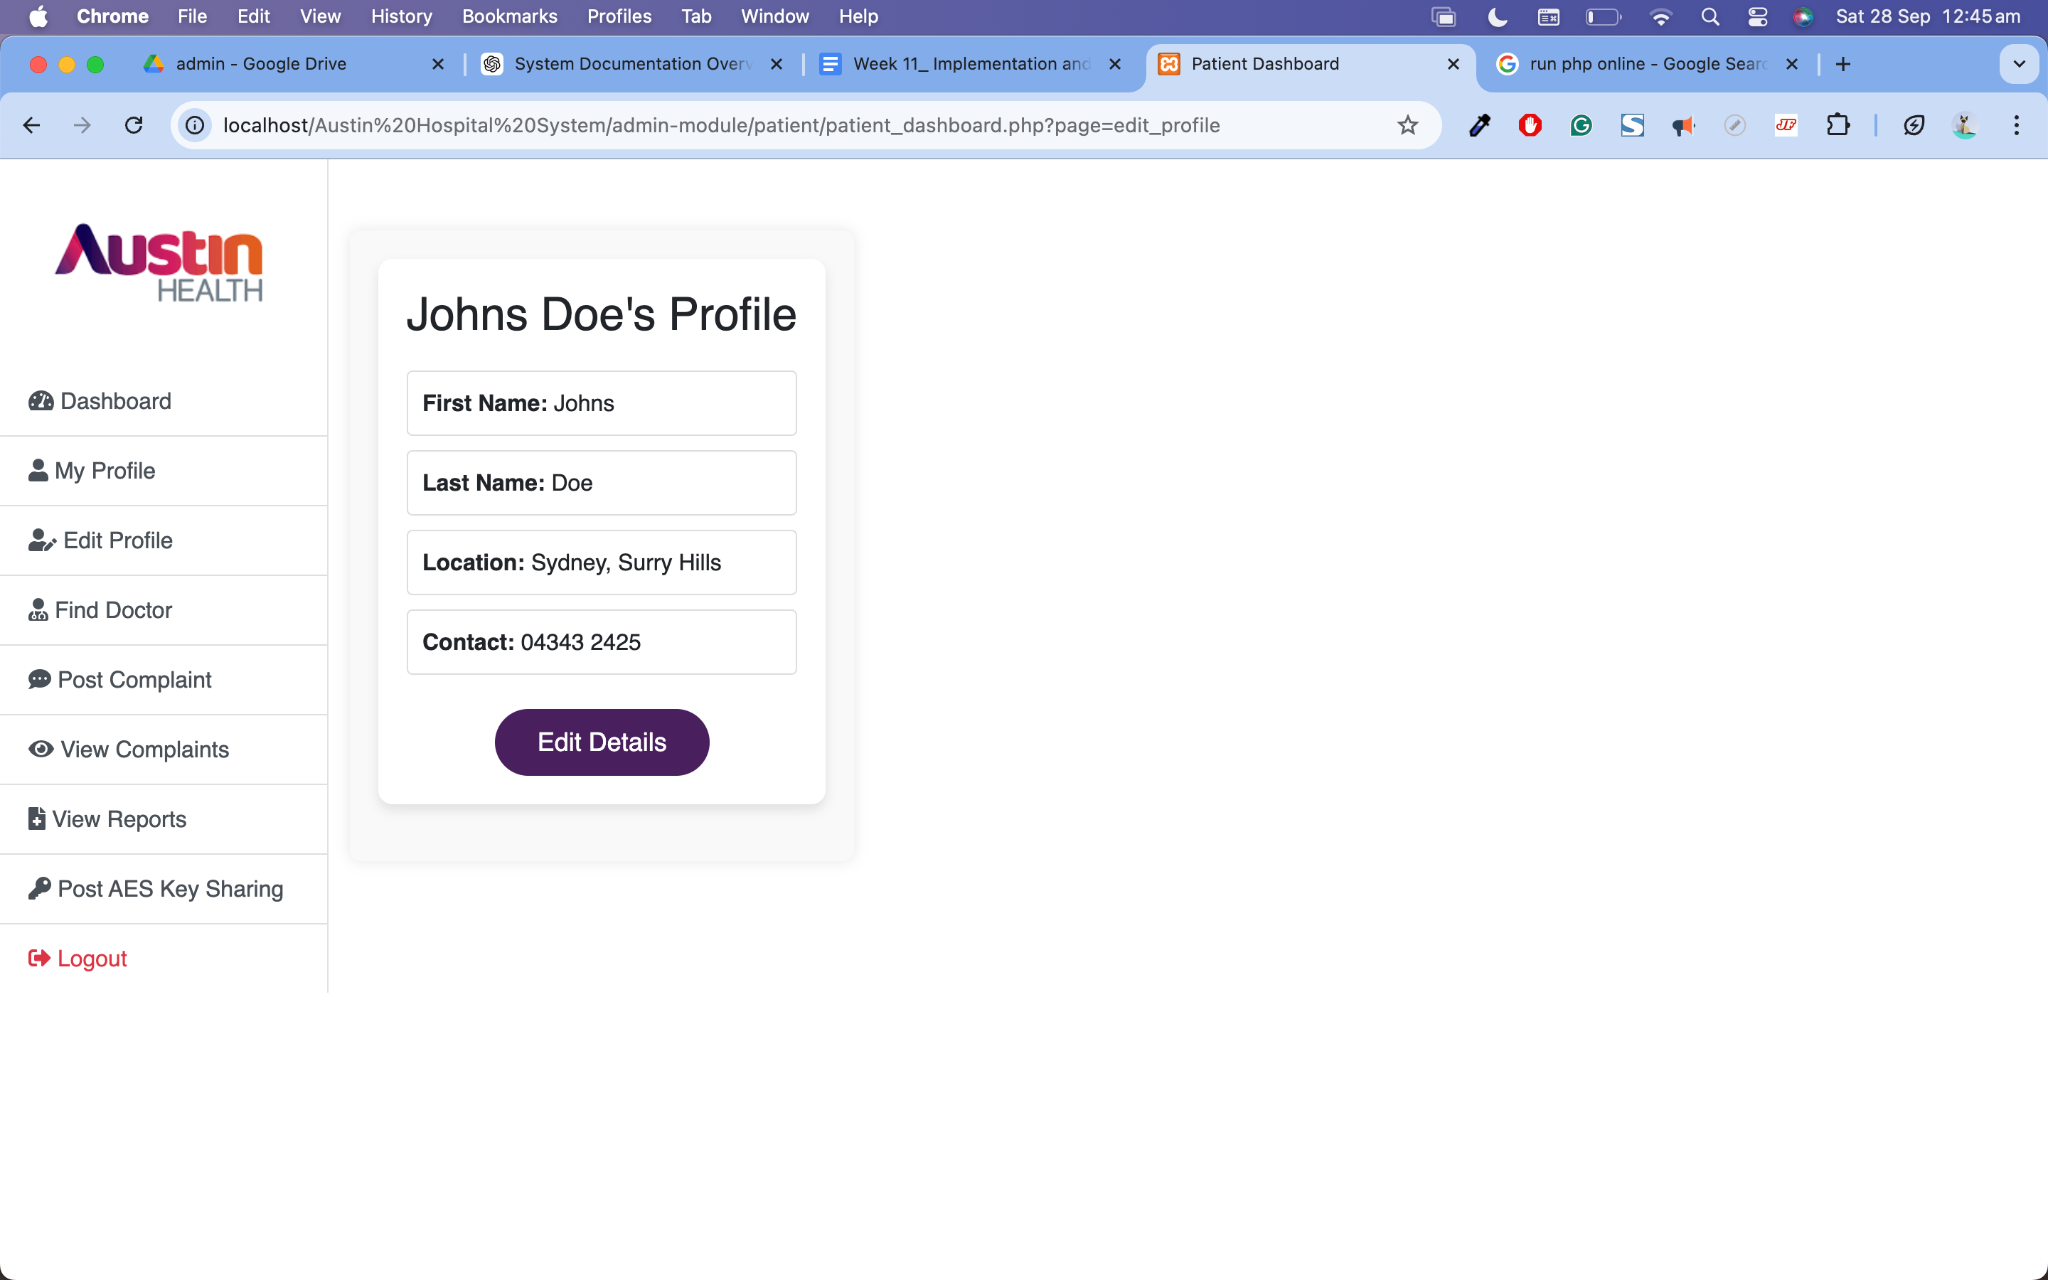 Chrome File Edit View History Bookmarks Profiles Tab Window Help Sat 28 Sep 12:45am
admin - Google Drive System Documentation Over Week 11_ Implementation and Patient Dashboard run php online - Google Sear
localhost/Austin%20Hospital%20System/admin-module/patient/patient_dashboard.php?page=edit_profile
Austin
HEALTH
Dashboard
My Profile
Edit Profile
Find Doctor
Post Complaint
View Complaints
View Reports
Post AES Key Sharing
Logout
Johns Doe's Profile
First Name: Johns
Last Name: Doe
Location: Sydney, Surry Hills
Contact: 04343 2425
Edit Details